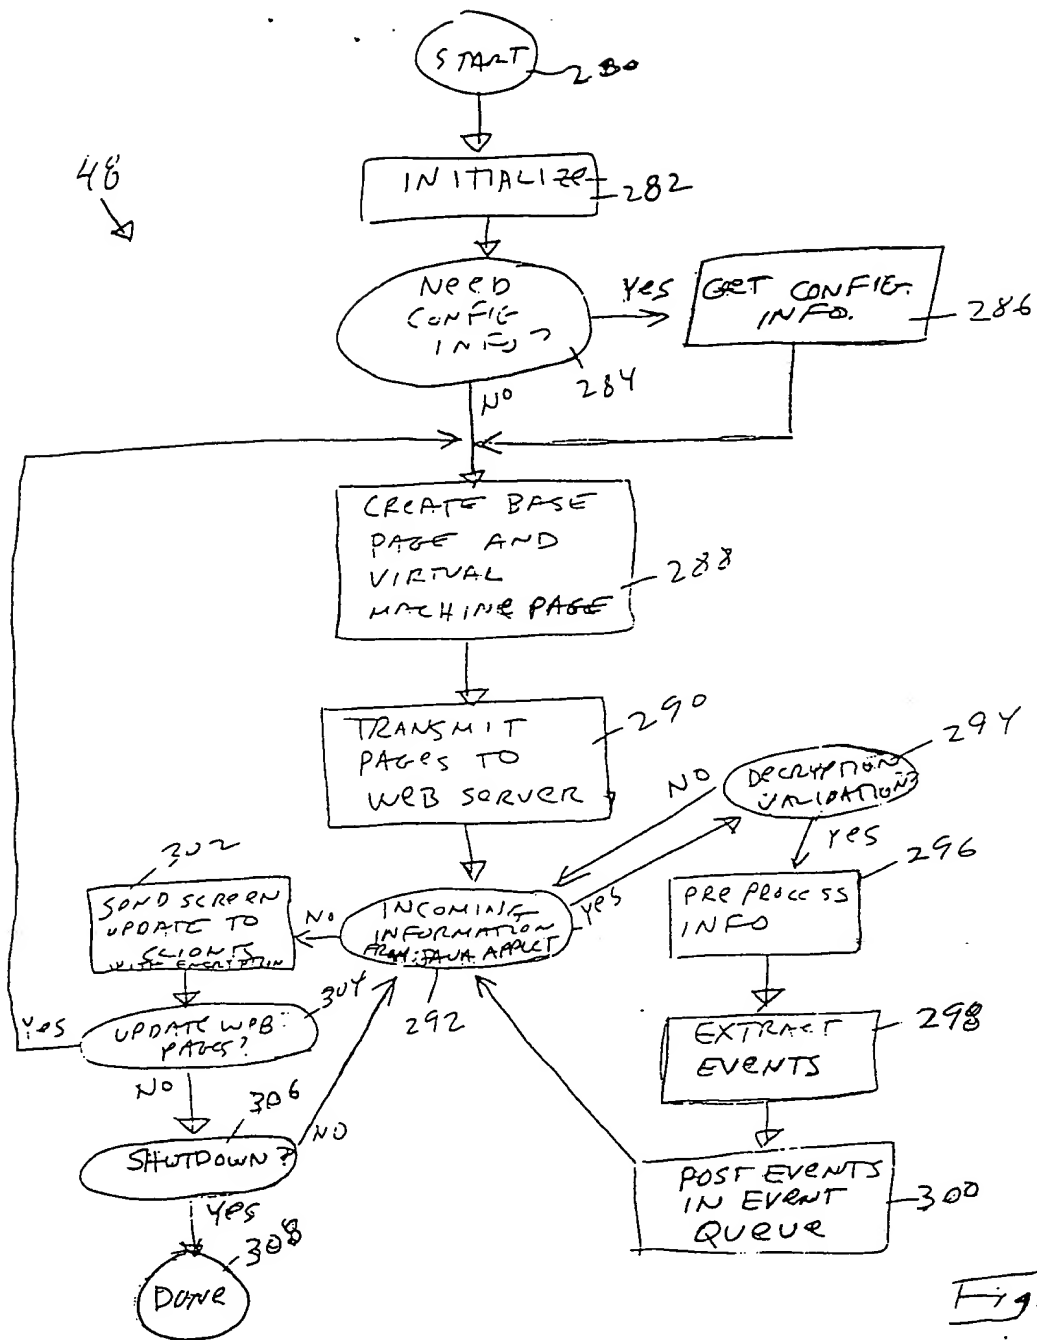 START
280
48
INITIALIZE
282
NEED
CONFIG
INFO?
284
YES
GET CONFIG.
INFO.
286
NO
CREATE BASE
PAGE AND
VIRTUAL
MACHINE PAGE
288
TRANSMIT
PAGES TO
WEB SERVER
290
DECRYPTION
VALIDATION?
294
NO
YES
YES
INCOMING
INFORMATION
FROM JAVA APPLET
292
NO
302
SEND SCREEN
UPDATE TO
CLIENTS
WITH ENCRYPTION
PREPROCESS
INFO
296
UPDATE WEB
PAGES?
304
YES
NO
EXTRACT
EVENTS
298
SHUTDOWN?
306
NO
YES
POST EVENTS
IN EVENT
QUEUE
300
DONE
308
Fig.